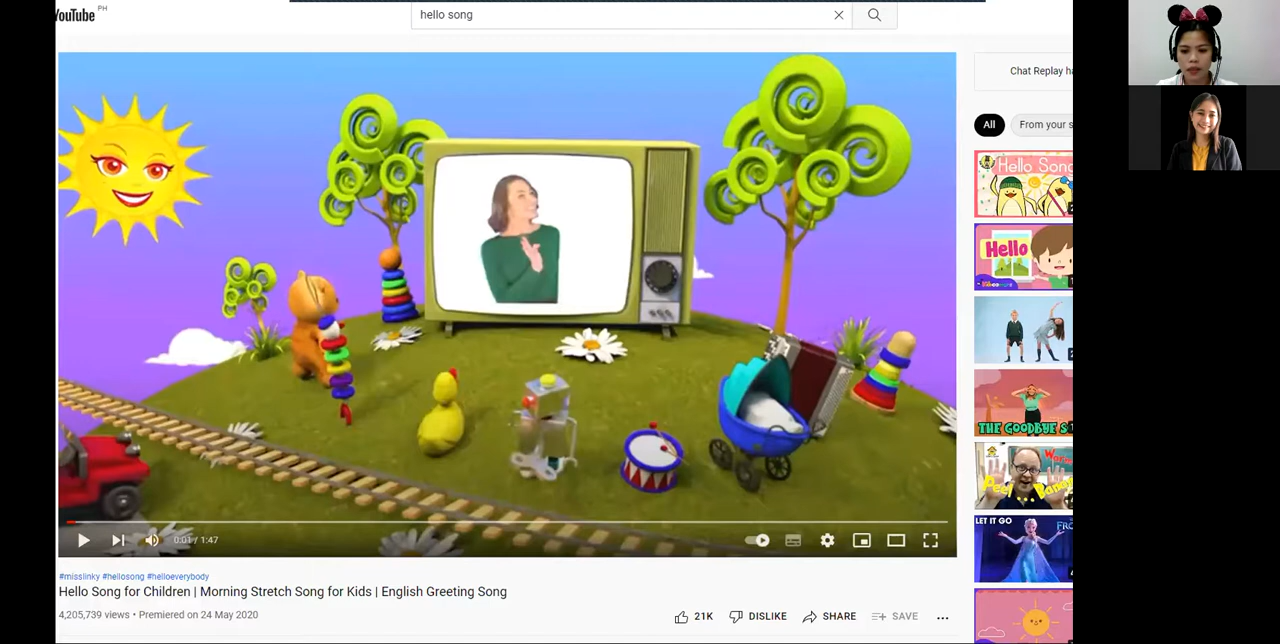 YouTube PH
hello song
Chat Replay
All
From your
Hello Song
Hello
THE GOODBYE
LET IT GO
0:01 / 1:47
#misslinky #hellosong #helloeverybody
Hello Song for Children | Morning Stretch Song for Kids | English Greeting Song
4,205,739 views • Premiered on 24 May 2020
21K
DISLIKE
SHARE
SAVE